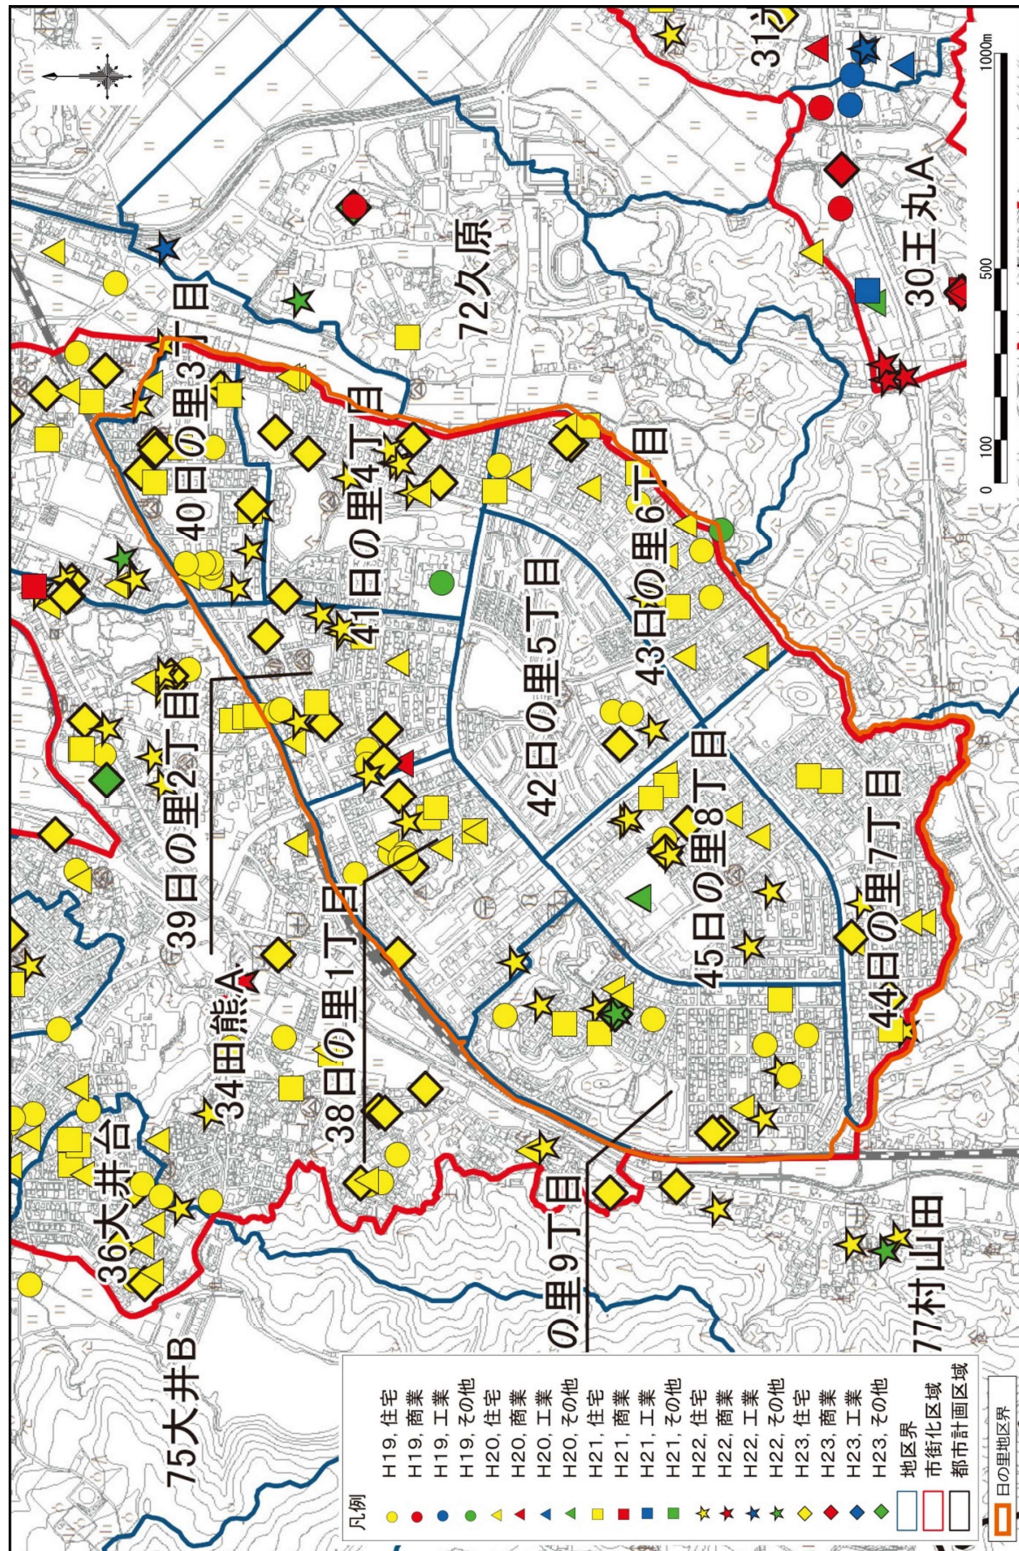 31
72久原
30王丸A
40日の里3丁目
41日の里4丁目
43日の里6丁目
42日の里5丁目
39日の里2丁目
45日の里8丁目
44日の里7丁目
34田熊A
38日の里1丁目
36大井台
の里9丁目
77村山田
75大井B
0
100
500
1000m
凡例
H19, 住宅
H19, 商業
H19, 工業
H19, その他
H20, 住宅
H20, 商業
H20, 工業
H20, その他
H21, 住宅
H21, 商業
H21, 工業
H21, その他
H22, 住宅
H22, 商業
H22, 工業
H22, その他
H23, 住宅
H23, 商業
H23, 工業
H23, その他
地区界
市街化区域
都市計画区域
日の里地区界